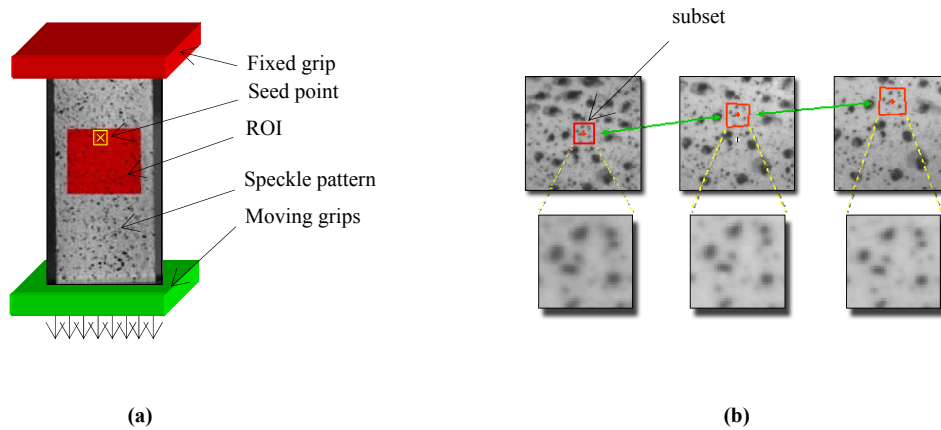 Fixed grip
Seed point
ROI
Speckle pattern
Moving grips
(a)
subset
(b)